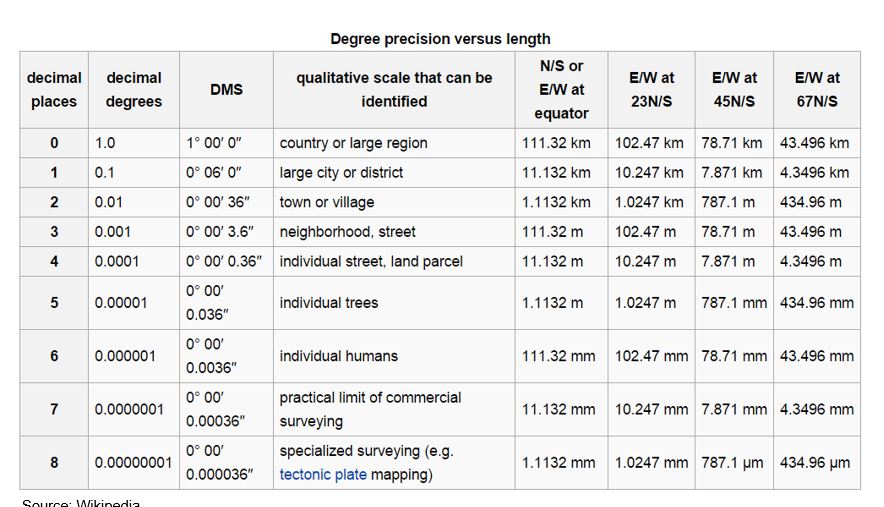 Degree precision versus length
decimal places | decimal degrees | DMS | qualitative scale that can be identified | N/S or E/W at equator | E/W at 23N/S | E/W at 45N/S | E/W at 67N/S
0 | 1.0 | 1° 00′ 0″ | country or large region | 111.32 km | 102.47 km | 78.71 km | 43.496 km
1 | 0.1 | 0° 06′ 0″ | large city or district | 11.132 km | 10.247 km | 7.871 km | 4.3496 km
2 | 0.01 | 0° 00′ 36″ | town or village | 1.1132 km | 1.0247 km | 787.1 m | 434.96 m
3 | 0.001 | 0° 00′ 3.6″ | neighborhood, street | 111.32 m | 102.47 m | 78.71 m | 43.496 m
4 | 0.0001 | 0° 00′ 0.36″ | individual street, land parcel | 11.132 m | 10.247 m | 7.871 m | 4.3496 m
5 | 0.00001 | 0° 00′ 0.036″ | individual trees | 1.1132 m | 1.0247 m | 787.1 mm | 434.96 mm
6 | 0.000001 | 0° 00′ 0.0036″ | individual humans | 111.32 mm | 102.47 mm | 78.71 mm | 43.496 mm
7 | 0.0000001 | 0° 00′ 0.00036″ | practical limit of commercial surveying | 11.132 mm | 10.247 mm | 7.871 mm | 4.3496 mm
8 | 0.00000001 | 0° 00′ 0.000036″ | specialized surveying (e.g. tectonic plate mapping) | 1.1132 mm | 1.0247 mm | 787.1 μm | 434.96 μm
Source: Wikipedia